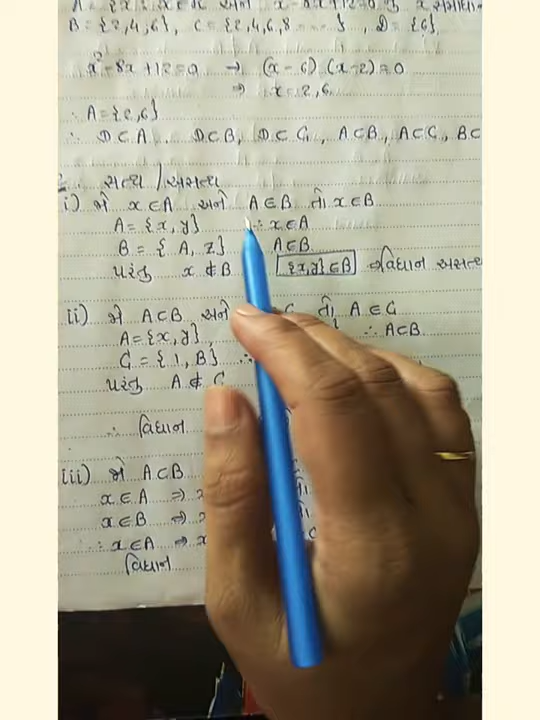 B = {2,4,6}, C = {2,4,6,8 ......}, D = {6},
x² - 8x + 12 = 0 → (x - 6) (x - 2) = 0
⇒ x = 2, 6
∴ A = {2,6}
∴ D⊂A, D⊂B, D⊂C, A⊂B, A⊂C, B⊂
સત્ય / અસત્ય
i) જો x∈A અને A∈B તો x∈B
A = {x, y} ∴ x∈A
B = { A, Z} A∈B
પરંતુ x ∉ B {x,y}∈B વિધાન અસત્ય
ii) જો A⊂B અને તો A∈C
A = {x, y}, ∴ A⊂B
C = {1, B}
પરંતુ A ∉ C
∴ વિધાન
iii) જો A⊂B
x∈A ⇒
x∈B ⇒
∴ x∈A ⇒ x
વિધાન